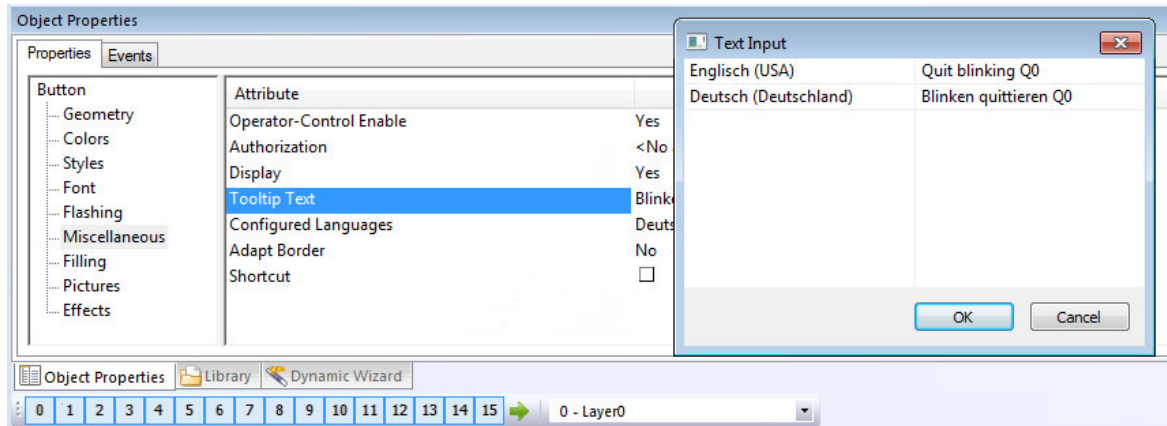 Object Properties
Properties Events
Button
Geometry
Colors
Styles
Font
Flashing
Miscellaneous
Filling
Pictures
Effects
Attribute
Operator-Control Enable Yes
Authorization <No
Display Yes
Tooltip Text Blink
Configured Languages Deuts
Adapt Border No
Shortcut
Text Input
Englisch (USA) Quit blinking Q0
Deutsch (Deutschland) Blinken quittieren Q0
OK Cancel
Object Properties Library Dynamic Wizard
0 1 2 3 4 5 6 7 8 9 10 11 12 13 14 15 0 - Layer0